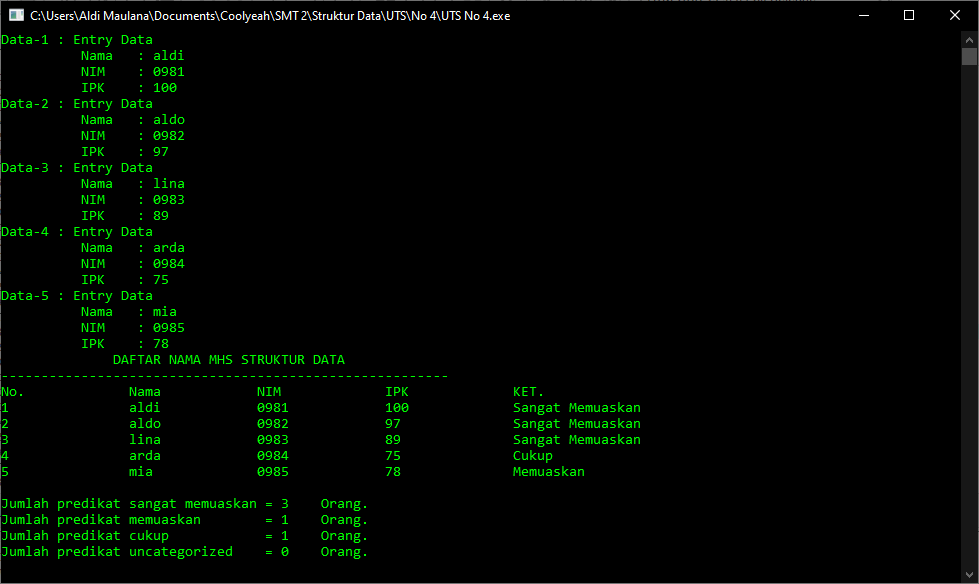 C:\Users\Aldi Maulana\Documents\Coolyeah\SMT 2\Struktur Data\UTS\No 4\UTS No 4.exe
Data-1 : Entry Data
Nama : aldi
NIM : 0981
IPK : 100
Data-2 : Entry Data
Nama : aldo
NIM : 0982
IPK : 97
Data-3 : Entry Data
Nama : lina
NIM : 0983
IPK : 89
Data-4 : Entry Data
Nama : arda
NIM : 0984
IPK : 75
Data-5 : Entry Data
Nama : mia
NIM : 0985
IPK : 78
DAFTAR NAMA MHS STRUKTUR DATA
--------------------------------------------------------
No. Nama NIM IPK KET.
1 aldi 0981 100 Sangat Memuaskan
2 aldo 0982 97 Sangat Memuaskan
3 lina 0983 89 Sangat Memuaskan
4 arda 0984 75 Cukup
5 mia 0985 78 Memuaskan
Jumlah predikat sangat memuaskan = 3 Orang.
Jumlah predikat memuaskan = 1 Orang.
Jumlah predikat cukup = 1 Orang.
Jumlah predikat uncategorized = 0 Orang.